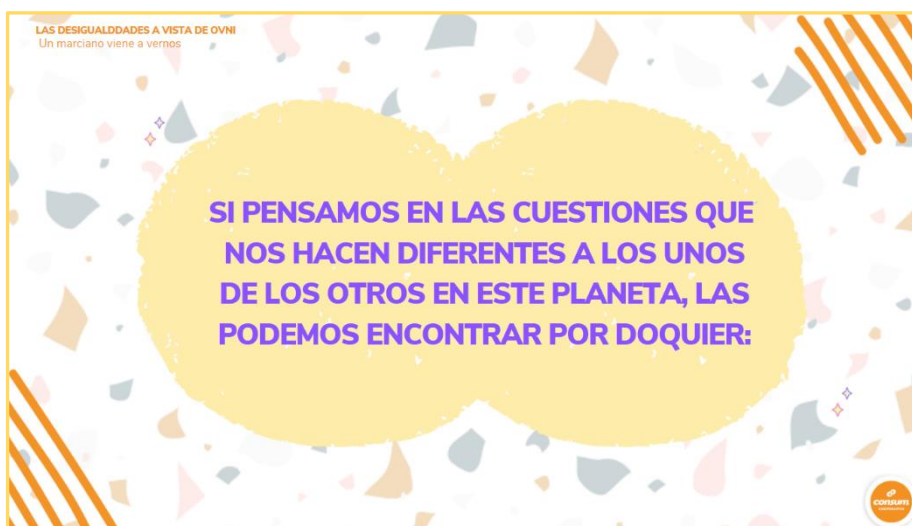 LAS DESIGUALDDADES A VISTA DE OVNI
Un marciano viene a vernos
SI PENSAMOS EN LAS CUESTIONES QUE
NOS HACEN DIFERENTES A LOS UNOS
DE LOS OTROS EN ESTE PLANETA, LAS
PODEMOS ENCONTRAR POR DOQUIER:
consum